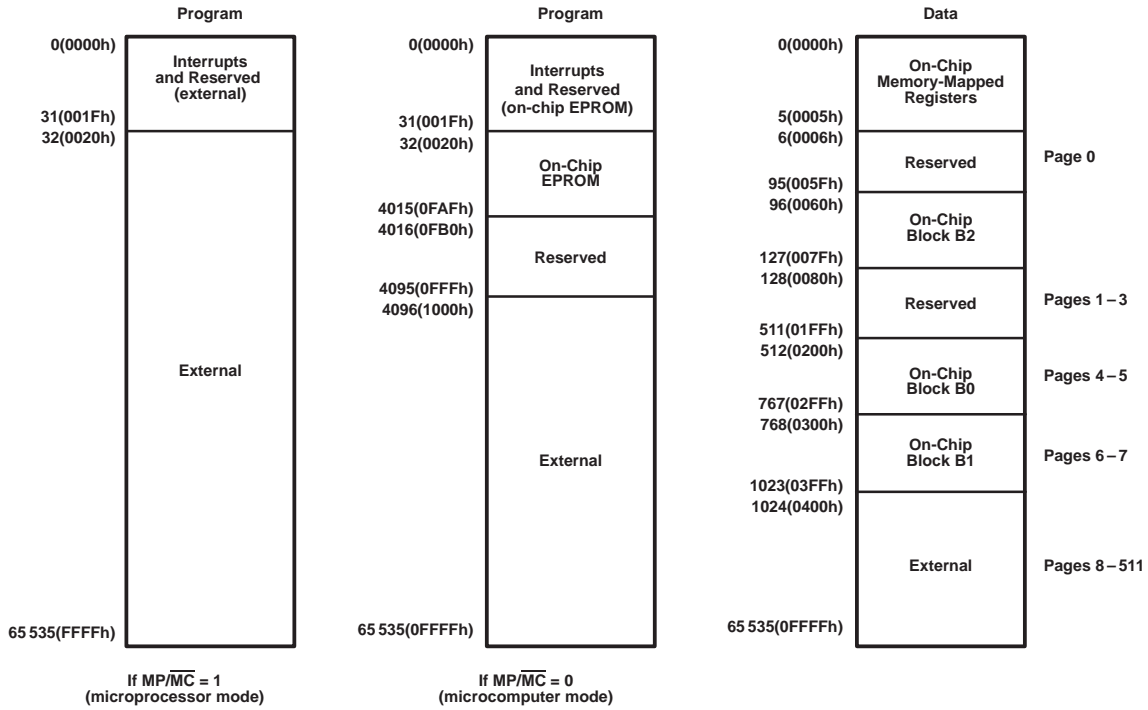 Program
0(0000h)
Interrupts
and Reserved
(external)
31(001Fh)
32(0020h)
External
65 535(FFFFh)
If MP/M̅C̅ = 1
(microprocessor mode)
Program
0(0000h)
Interrupts
and Reserved
(on-chip EPROM)
31(001Fh)
32(0020h)
On-Chip
EPROM
4015(0FAFh)
4016(0FB0h)
Reserved
4095(0FFFh)
4096(1000h)
External
65 535(0FFFFh)
If MP/M̅C̅ = 0
(microcomputer mode)
Data
0(0000h)
On-Chip
Memory-Mapped
Registers
5(0005h)
6(0006h)
Reserved
Page 0
95(005Fh)
96(0060h)
On-Chip
Block B2
127(007Fh)
128(0080h)
Reserved
Pages 1 – 3
511(01FFh)
512(0200h)
On-Chip
Block B0
Pages 4 – 5
767(02FFh)
768(0300h)
On-Chip
Block B1
Pages 6 – 7
1023(03FFh)
1024(0400h)
External
Pages 8 – 511
65 535(0FFFFh)